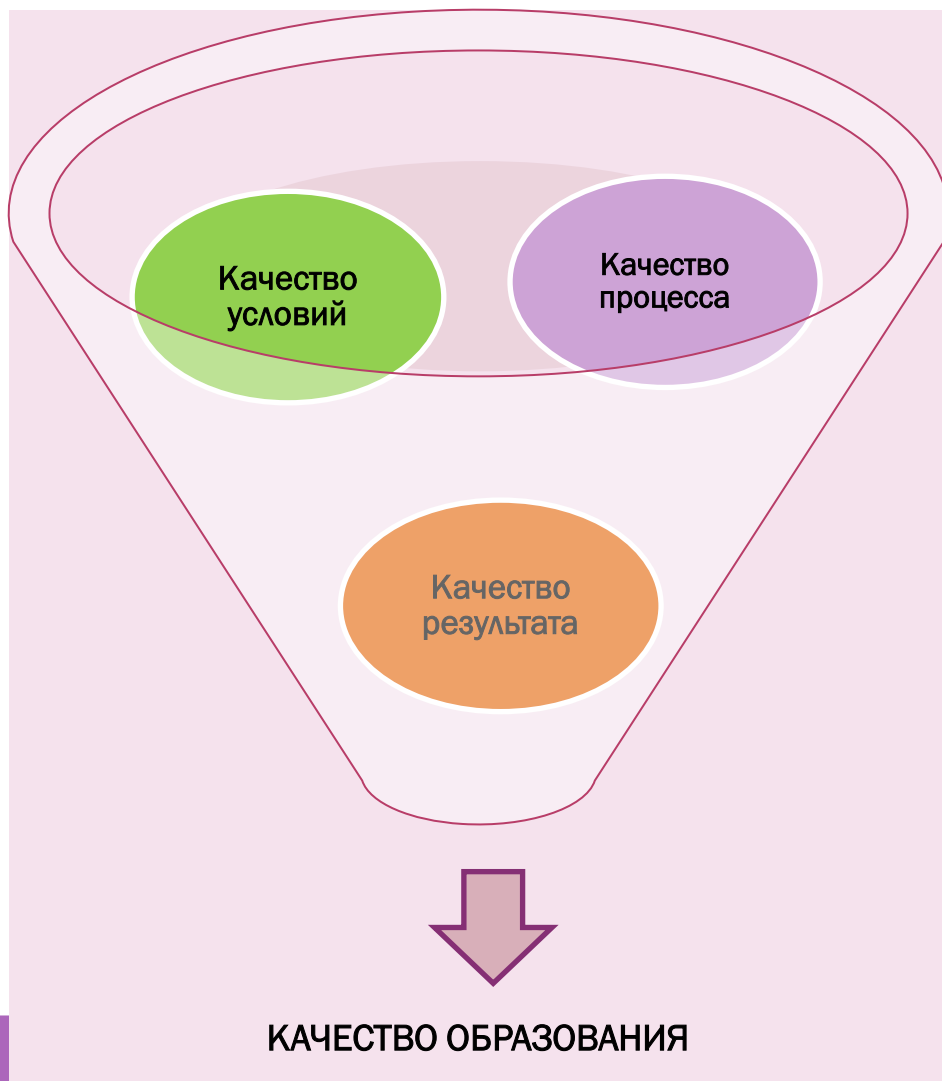 Качество
условий
Качество
процесса
Качество
результата
КАЧЕСТВО ОБРАЗОВАНИЯ